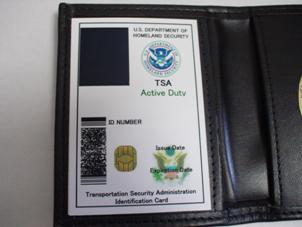 U.S. DEPARTMENT OF
HOMELAND SECURITY
TSA
Active Duty
ID NUMBER
Issue Date
Expiration Date
Transportation Security Administration
Identification Card